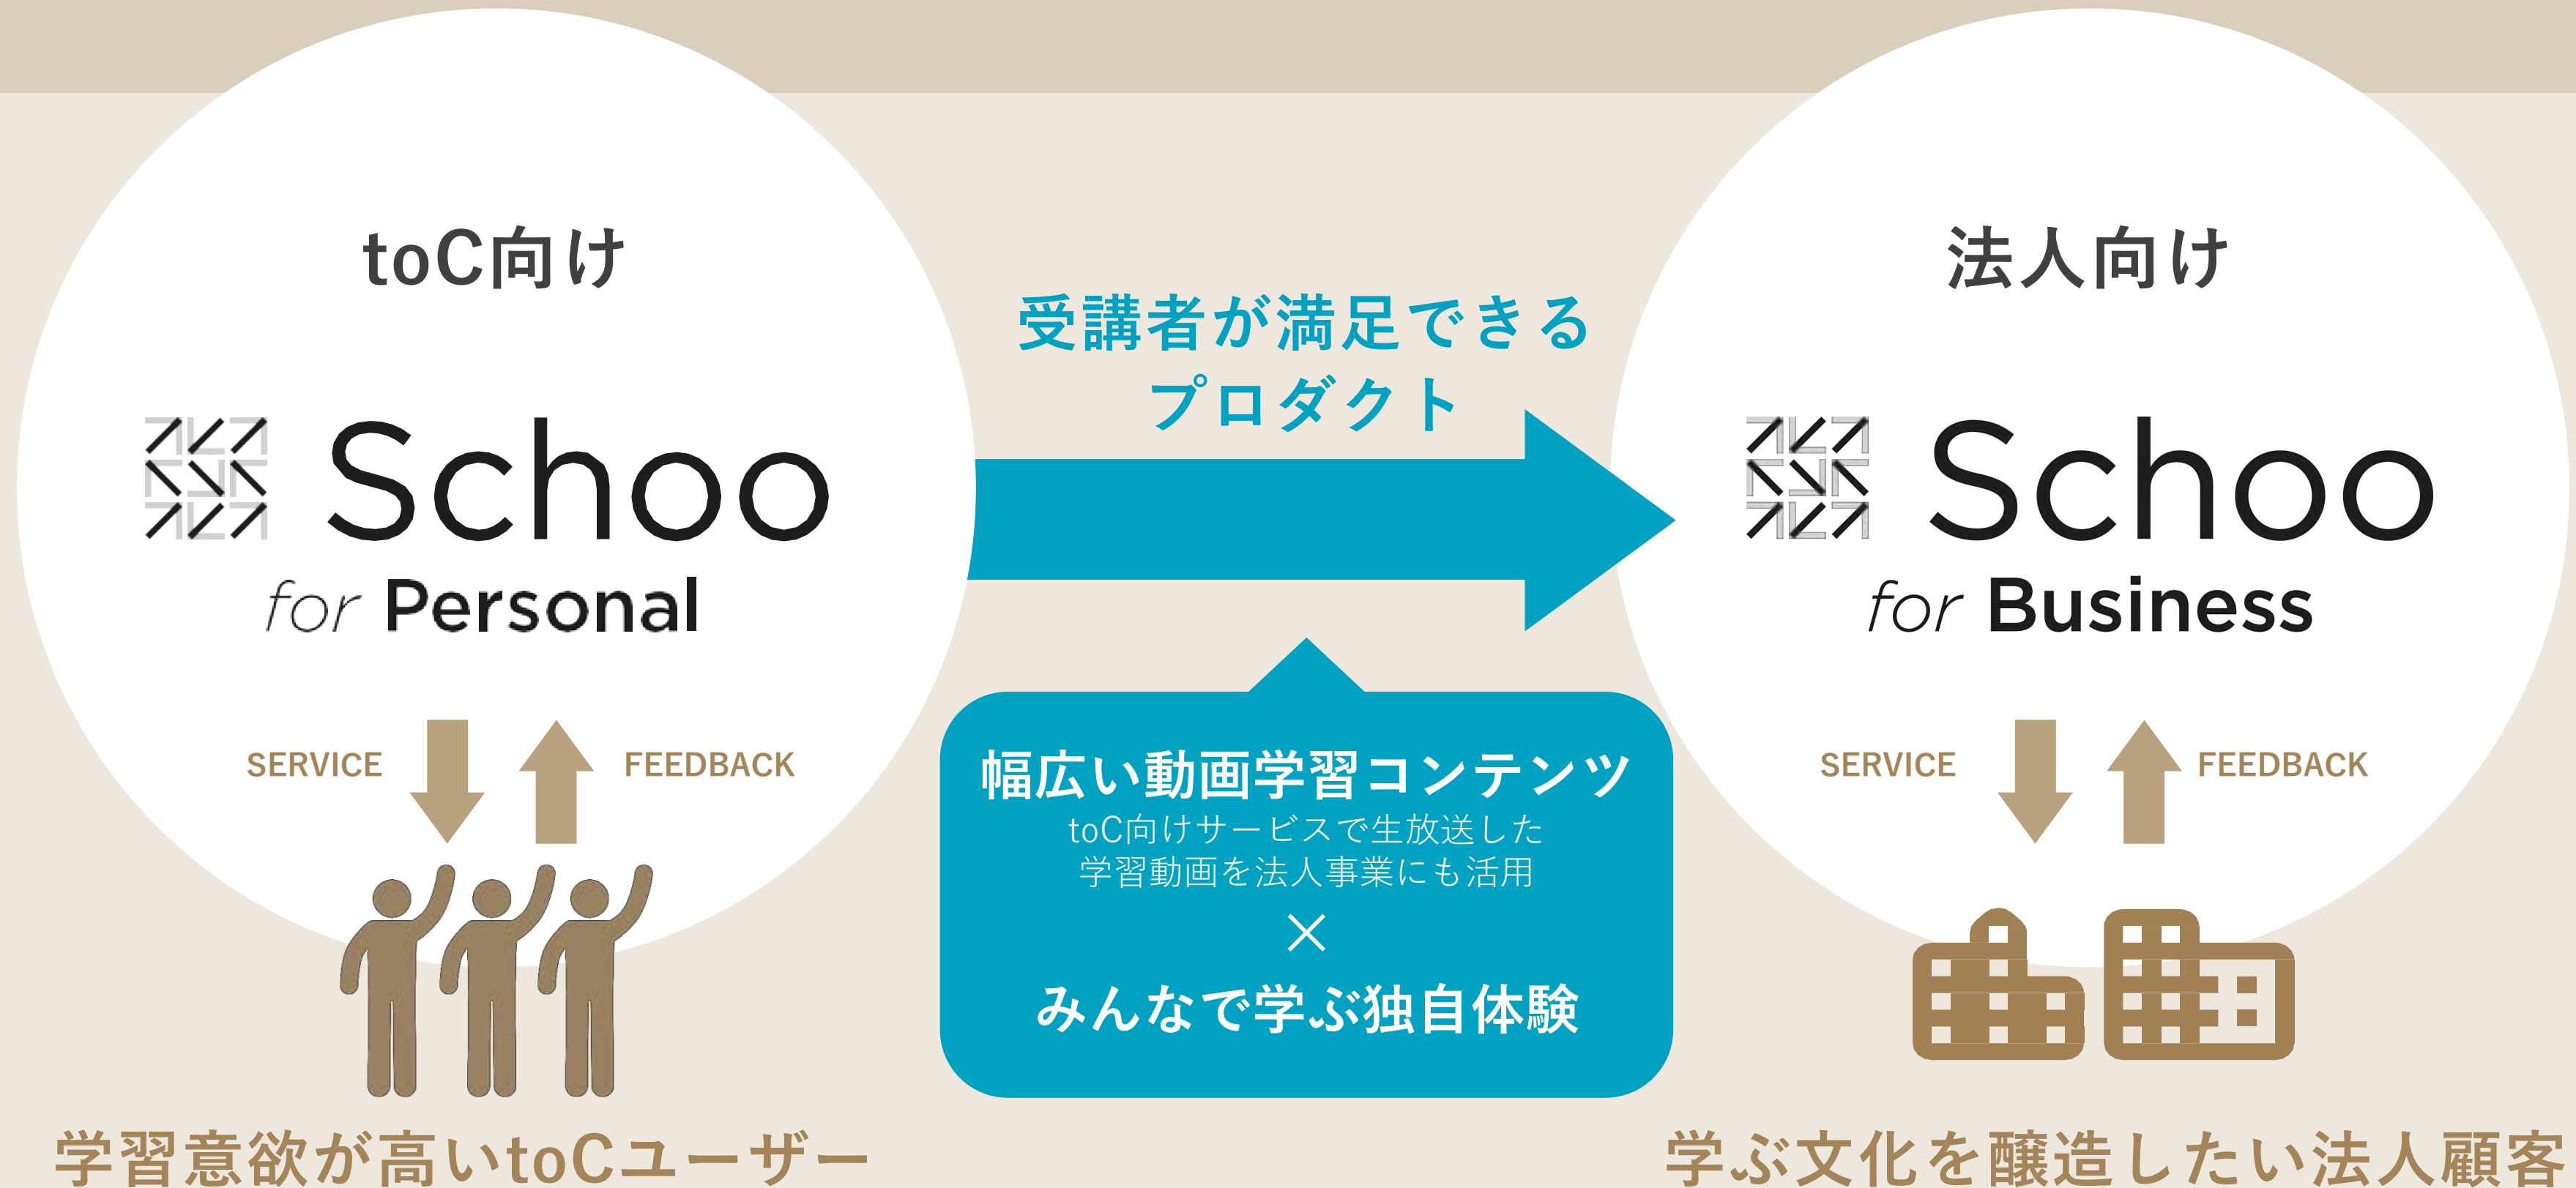 toC向け
Schoo
for Personal
SERVICE
FEEDBACK
学習意欲が高いtoCユーザー
受講者が満足できる
プロダクト
幅広い動画学習コンテンツ
toC向けサービスで生放送した
学習動画を法人事業にも活用
×
みんなで学ぶ独自体験
法人向け
Schoo
for Business
SERVICE
FEEDBACK
学ぶ文化を醸造したい法人顧客